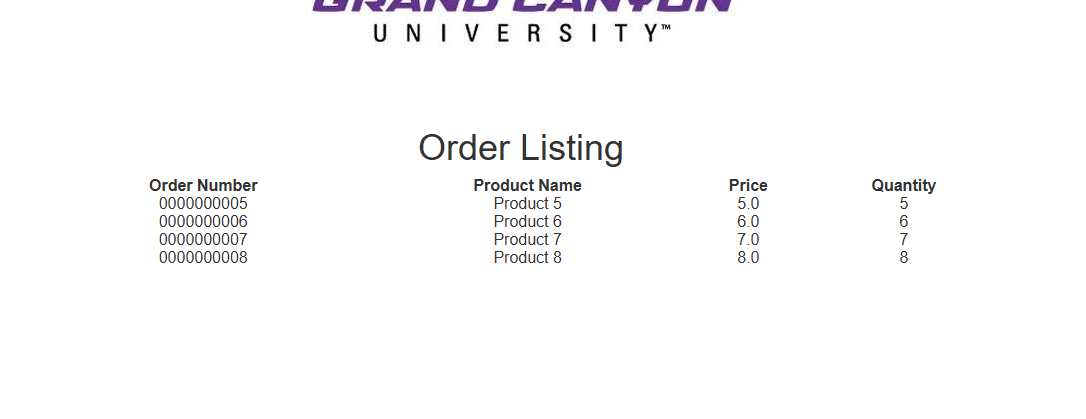 GRAND CANYON
UNIVERSITY™
Order Listing
Order Number Product Name Price Quantity
0000000005 Product 5 5.0 5
0000000006 Product 6 6.0 6
0000000007 Product 7 7.0 7
0000000008 Product 8 8.0 8